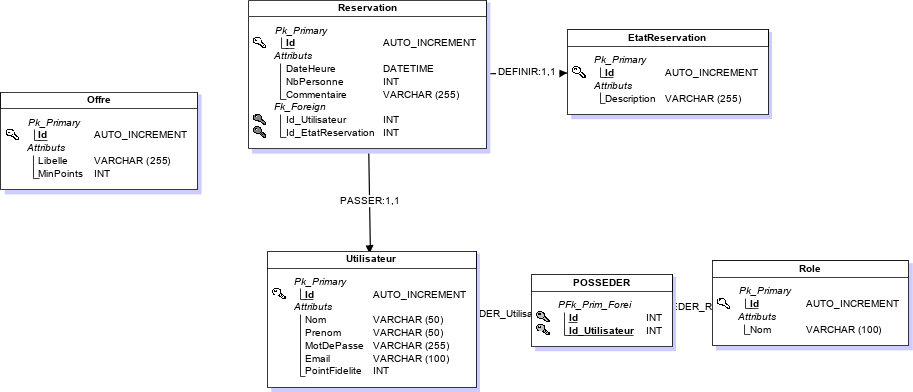 Reservation
Pk_Primary
Id AUTO_INCREMENT
Attributs
DateHeure DATETIME
NbPersonne INT
Commentaire VARCHAR (255)
Fk_Foreign
Id_Utilisateur INT
Id_EtatReservation INT
DEFINIR:1,1
EtatReservation
Pk_Primary
Id AUTO_INCREMENT
Attributs
Description VARCHAR (255)
Offre
Pk_Primary
Id AUTO_INCREMENT
Attributs
Libelle VARCHAR (255)
MinPoints INT
PASSER:1,1
Utilisateur
Pk_Primary
Id AUTO_INCREMENT
Attributs
Nom VARCHAR (50)
Prenom VARCHAR (50)
MotDePasse VARCHAR (255)
Email VARCHAR (100)
PointFidelite INT
DER_Utilisa
POSSEDER
PFk_Prim_Forei
Id INT
Id_Utilisateur INT
EDER_R
Role
Pk_Primary
Id AUTO_INCREMENT
Attributs
Nom VARCHAR (100)